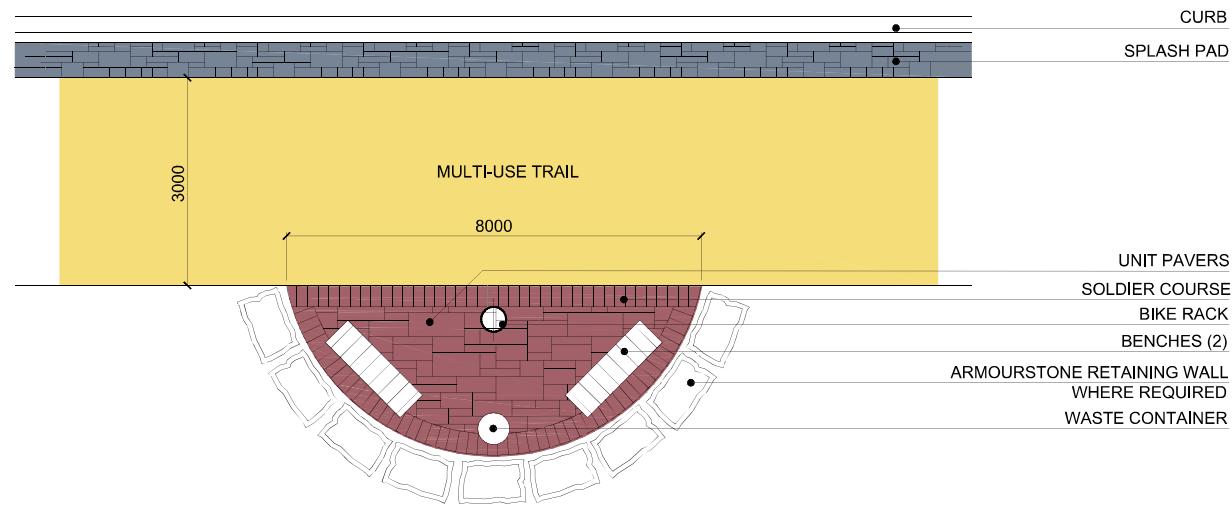 CURB
SPLASH PAD
MULTI-USE TRAIL
3000
8000
UNIT PAVERS
SOLDIER COURSE
BIKE RACK
BENCHES (2)
ARMOURSTONE RETAINING WALL
WHERE REQUIRED
WASTE CONTAINER